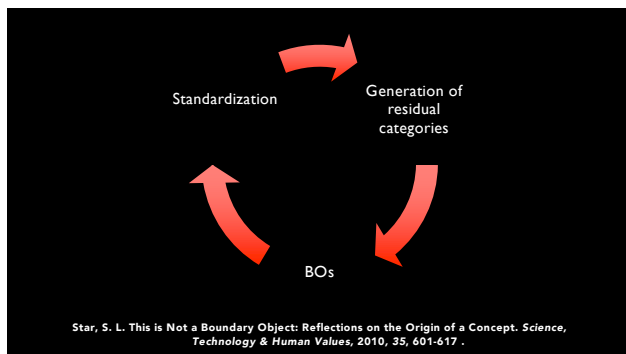 Standardization
Generation of
residual
categories
BOs
Star, S. L. This is Not a Boundary Object: Reflections on the Origin of a Concept. Science,
Technology & Human Values, 2010, 35, 601-617 .